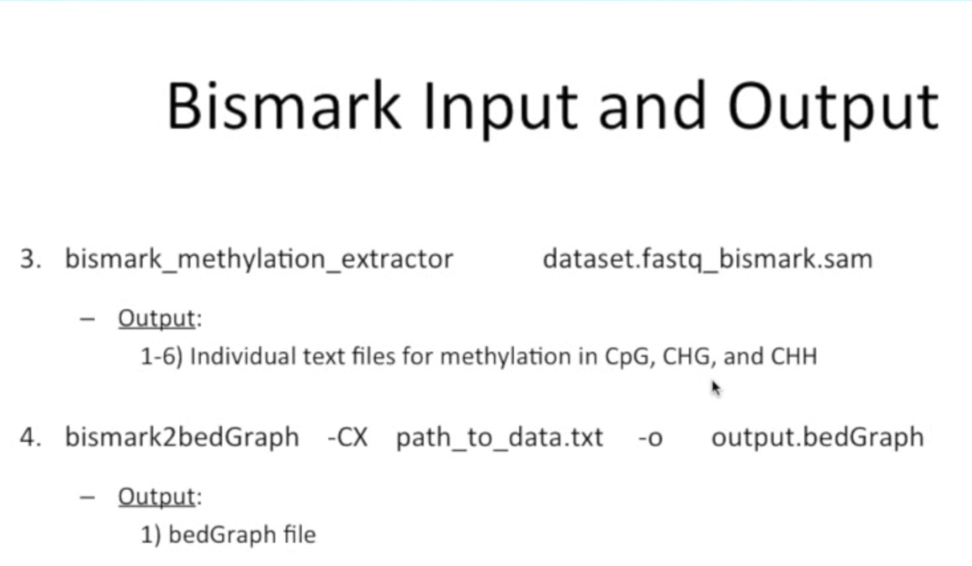 Bismark Input and Output
3. bismark_methylation_extractor dataset.fastq_bismark.sam
– Output:
1-6) Individual text files for methylation in CpG, CHG, and CHH
4. bismark2bedGraph -CX path_to_data.txt -o output.bedGraph
– Output:
1) bedGraph file